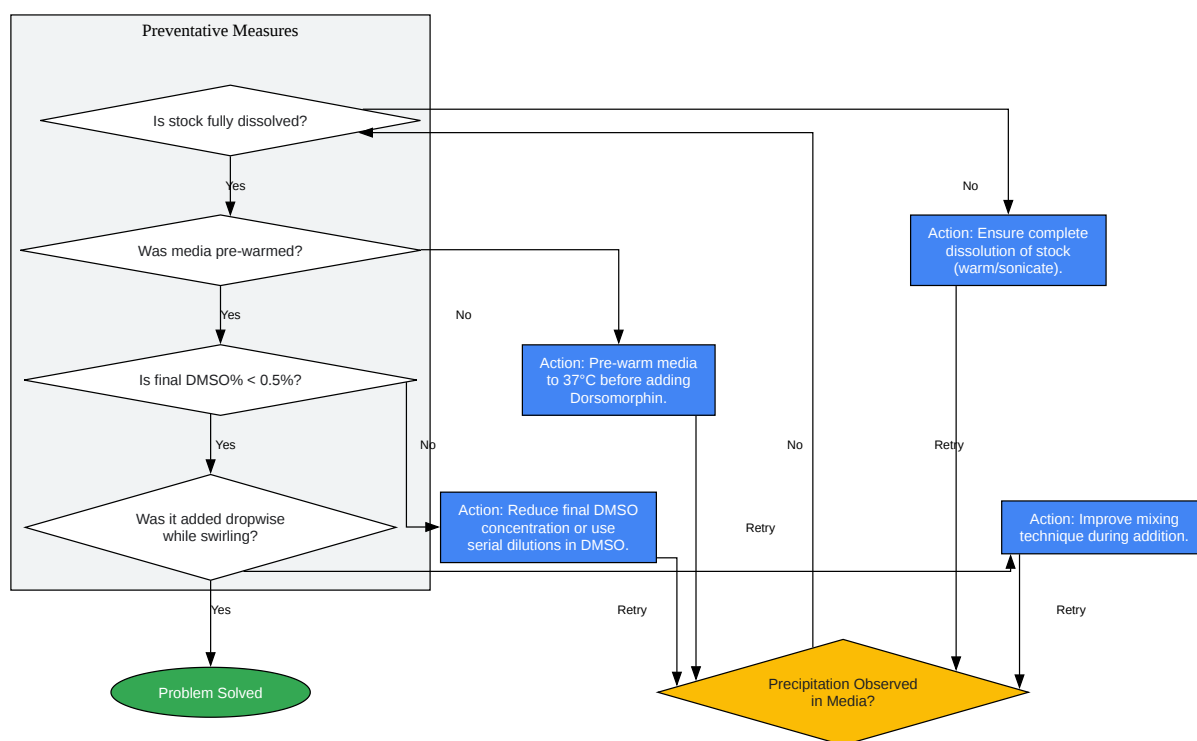 Preventative Measures
Is stock fully dissolved?
Yes
No
Was media pre-warmed?
Action: Ensure complete
dissolution of stock
(warm/sonicate).
Yes
No
Is final DMSO% < 0.5%?
Action: Pre-warm media
to 37°C before adding
Dorsomorphin.
Yes
No
No
Retry
Was it added dropwise
while swirling?
Action: Reduce final DMSO
concentration or use
serial dilutions in DMSO.
Retry
Action: Improve mixing
technique during addition.
Yes
Retry
Retry
Problem Solved
Precipitation Observed
in Media?